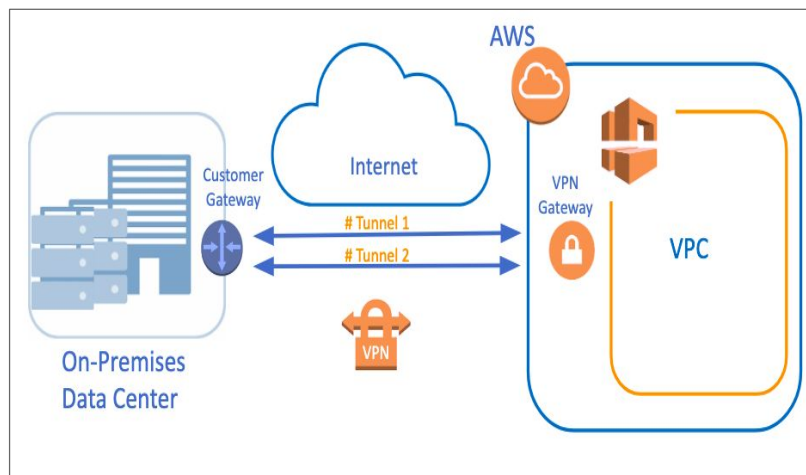 AWS
Internet
Customer
Gateway
VPN
Gateway
# Tunnel 1
# Tunnel 2
VPC
VPN
On-Premises
Data Center